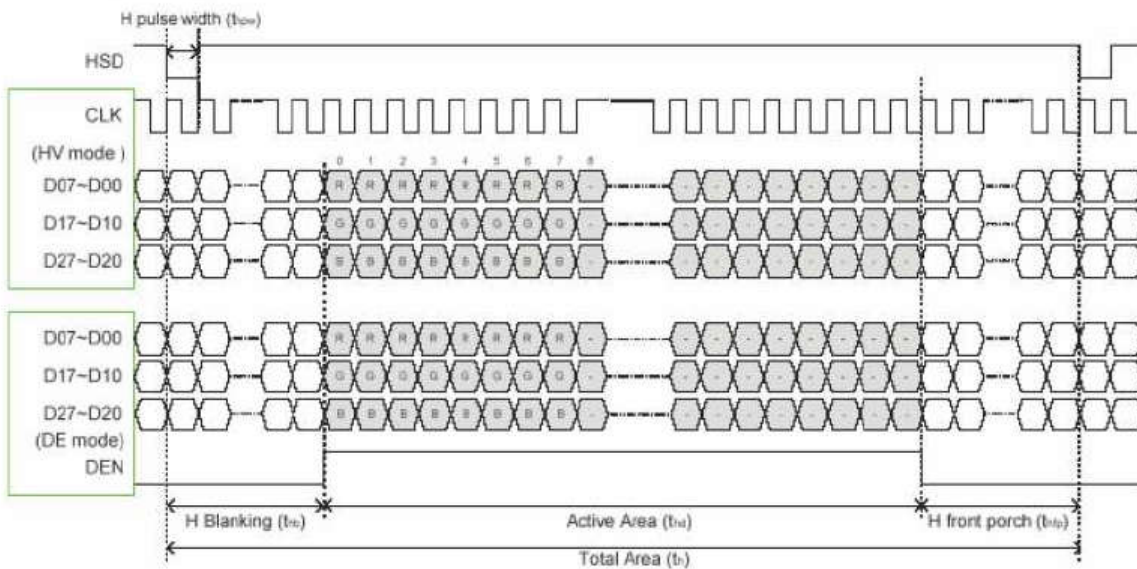 H pulse width (thpw)
HSD
CLK
(HV mode )
0 1 2 3 4 5 6 7 8
D07~D00 R R R R R R R R - - - - - - - - -
D17~D10 G G G G G G G G - - - - - - - - -
D27~D20 B B B B B B B B - - - - - - - - -
D07~D00 R R R R R R R R - - - - - - - - -
D17~D10 G G G G G G G G - - - - - - - - -
D27~D20 B B B B B B B B - - - - - - - - -
(DE mode)
DEN
H Blanking (thb) Active Area (thd) H front porch (thfp)
Total Area (th)